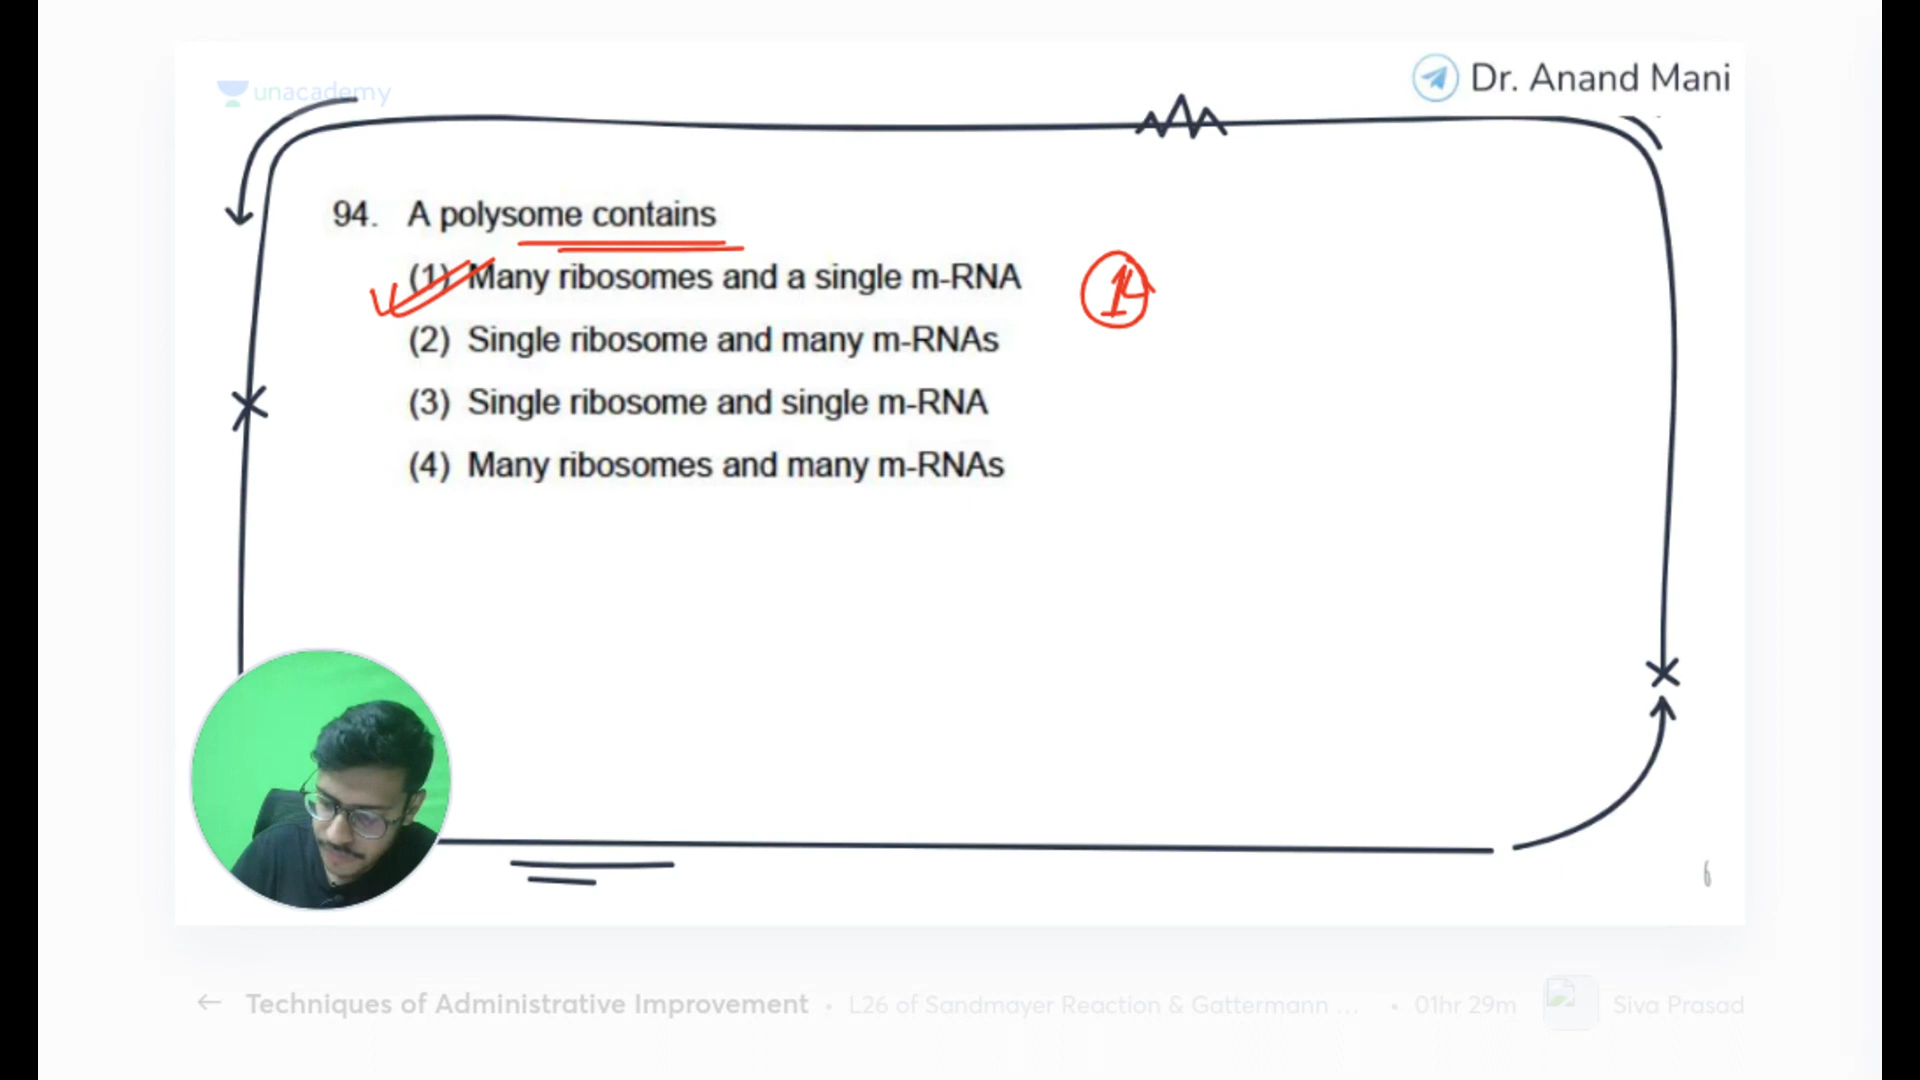 unacademy
Dr. Anand Mani
94. A polysome contains
(1) Many ribosomes and a single m-RNA
(2) Single ribosome and many m-RNAs
(3) Single ribosome and single m-RNA
(4) Many ribosomes and many m-RNAs
6
← Techniques of Administrative Improvement • L26 of Sandmayer Reaction & Gattermann ... • 01hr 29m Siva Prasad